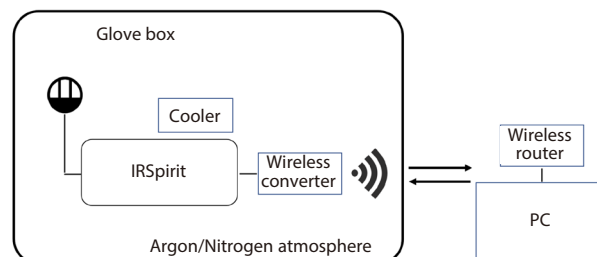 Glove box
Cooler
IRSpirit
Wireless
converter
Argon/Nitrogen atmosphere
Wireless
router
PC